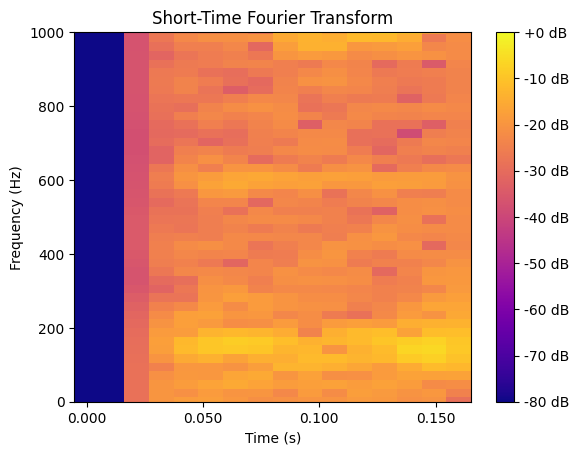 Short-Time Fourier Transform
Frequency (Hz)
1000
800
600
400
200
0
0.000
0.050
0.100
0.150
Time (s)
+0 dB
-10 dB
-20 dB
-30 dB
-40 dB
-50 dB
-60 dB
-70 dB
-80 dB